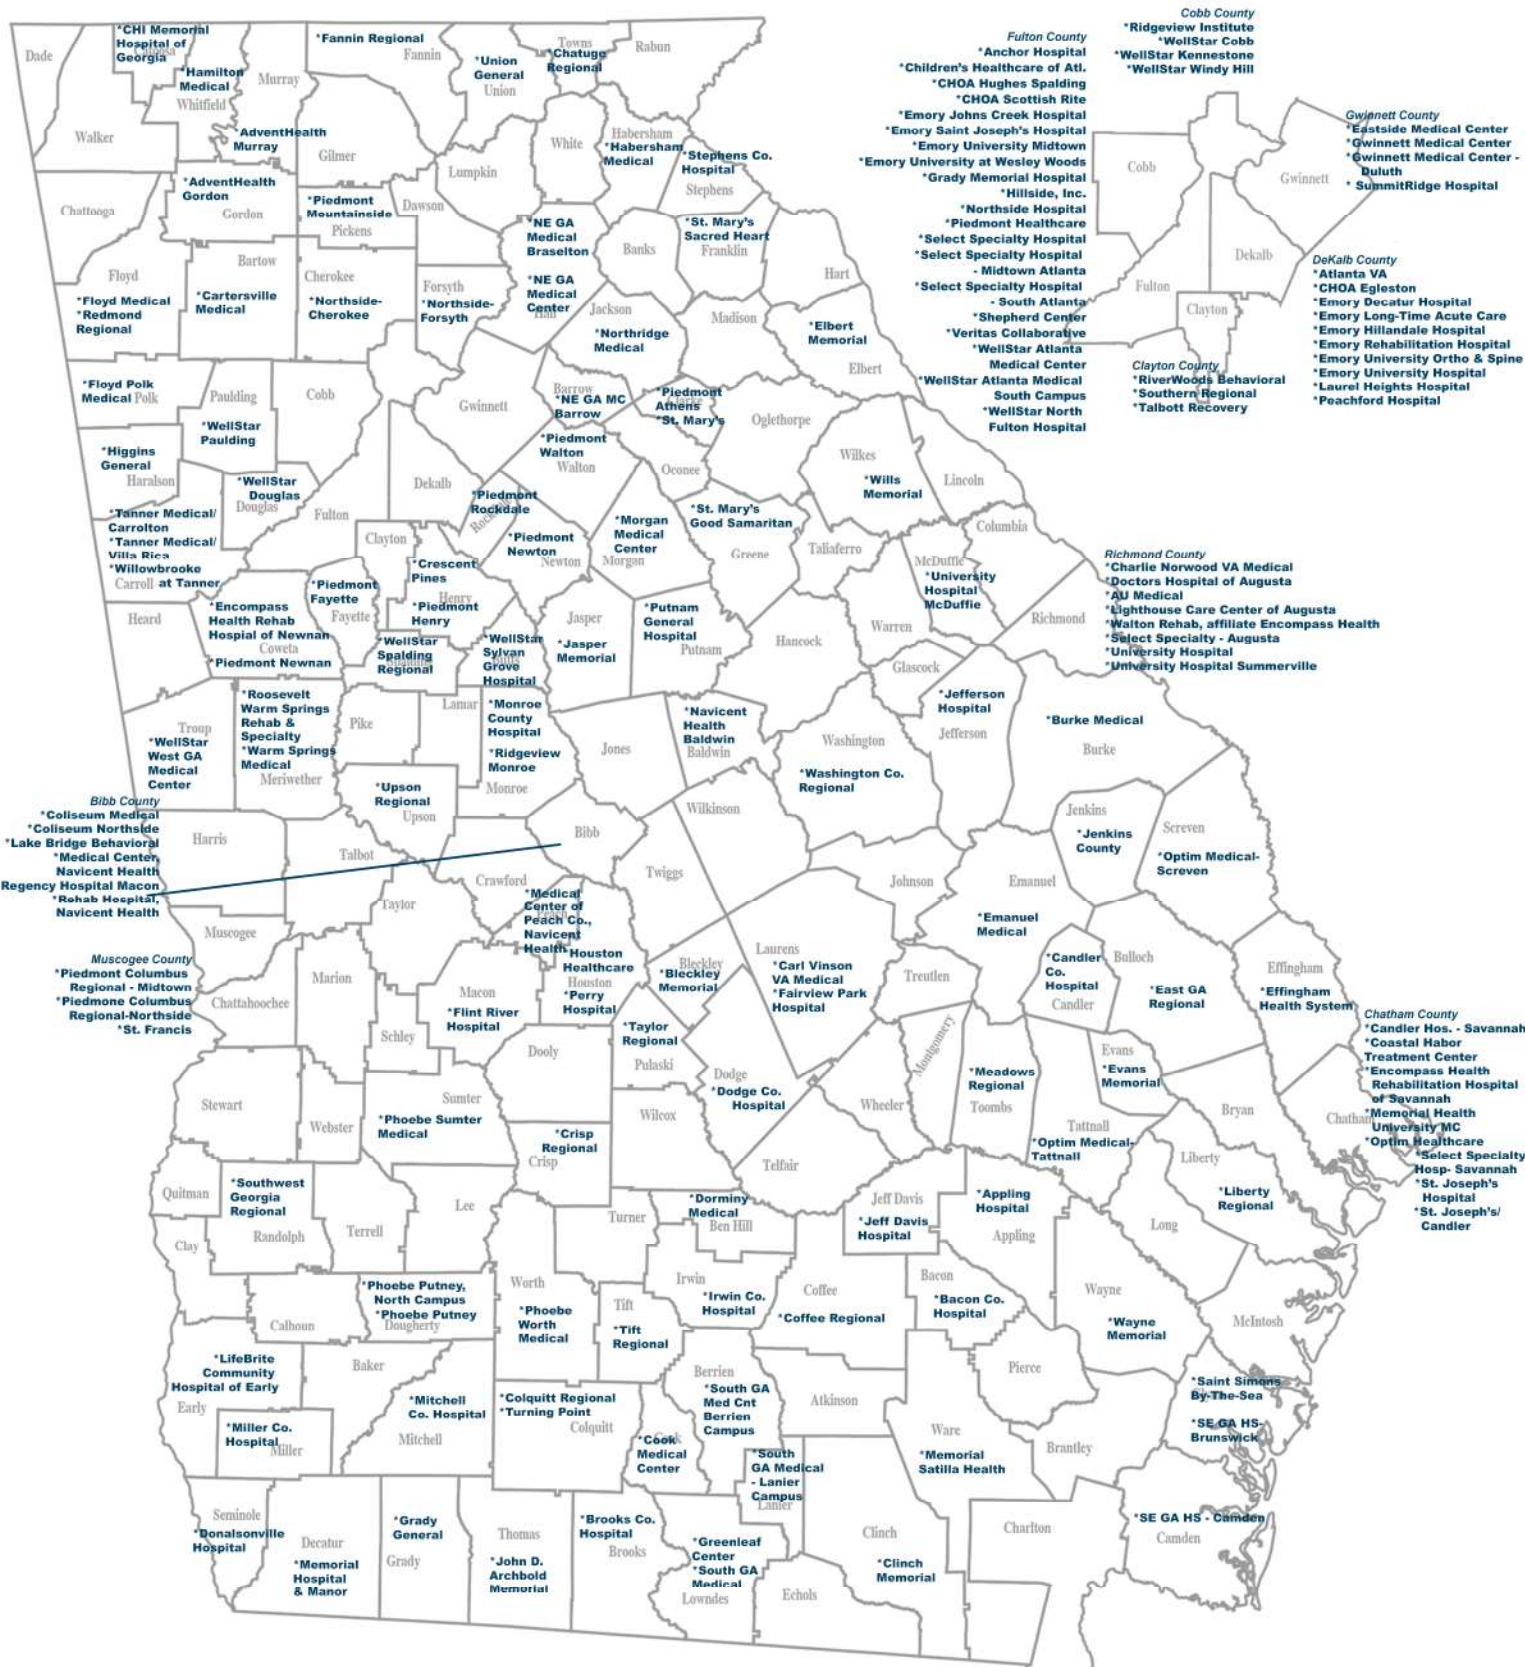 Cobb County
*Ridgeview Institute
*WellStar Cobb
*WellStar Kennestone
*WellStar Windy Hill
Fulton County
*Anchor Hospital
*Children's Healthcare of Atl.
*CHOA Hughes Spalding
*CHOA Scottish Rite
*Emory Johns Creek Hospital
*Emory Saint Joseph's Hospital
*Emory University Midtown
*Emory University at Wesley Woods
*Grady Memorial Hospital
*Hillside, Inc.
*Northside Hospital
*Piedmont Healthcare
*Select Specialty Hospital
*Select Specialty Hospital
- Midtown Atlanta
*Select Specialty Hospital
- South Atlanta
*Shepherd Center
*Veritas Collaborative
*WellStar Atlanta
Medical Center
*WellStar Atlanta Medical
South Campus
*WellStar North
Fulton Hospital
Gwinnett County
*Eastside Medical Center
*Gwinnett Medical Center
*Gwinnett Medical Center -
Duluth
* SummitRidge Hospital
Cobb
Gwinnett
Dekalb
Fulton
Clayton
DeKalb County
*Atlanta VA
*CHOA Egleston
*Emory Decatur Hospital
*Emory Long-Time Acute Care
*Emory Hillandale Hospital
*Emory Rehabilitation Hospital
*Emory University Ortho & Spine
*Emory University Hospital
*Laurel Heights Hospital
*Peachford Hospital
Clayton County
*RiverWoods Behavioral
*Southern Regional
*Talbott Recovery
Dade
*CHI Memorial
Hospital of
Georgia
*Hamilton
Medical
Whitfield
Murray
*AdventHealth
Murray
*Fannin Regional
Fannin
*Union
General
Union
Towns
*Chatuge
Regional
Rabun
Walker
Gilmer
Lumpkin
White
Habersham
*Habersham
Medical
*Stephens Co.
Hospital
Stephens
Chattooga
*AdventHealth
Gordon
Gordon
*Piedmont
Mountainside
Pickens
Dawson
*NE GA
Medical
Braselton
*NE GA
Medical
Center
Hall
Banks
*St. Mary's
Sacred Heart
Franklin
Hart
Floyd
*Floyd Medical
*Redmond
Regional
Bartow
*Cartersville
Medical
Cherokee
*Northside-
Cherokee
Forsyth
*Northside-
Forsyth
Jackson
*Northridge
Medical
Madison
*Elbert
Memorial
Elbert
*Floyd Polk
Medical
Polk
Paulding
*WellStar
Paulding
Cobb
Gwinnett
Barrow
*NE GA MC
Barrow
*Piedmont
Athens
Clarke
*St. Mary's
Oglethorpe
*Higgins
General
Haralson
*WellStar
Douglas
Douglas
Fulton
Dekalb
*Piedmont
Walton
Walton
Oconee
Wilkes
*Wills
Memorial
Lincoln
*Tanner Medical/
Carrolton
*Tanner Medical/
Villa Rica
*Willowbrooke
at Tanner
Carroll
Clayton
*Piedmont
Rockdale
Rockdale
*Piedmont
Newton
Newton
*Morgan
Medical
Center
Morgan
*St. Mary's
Good Samaritan
Greene
Taliaferro
Columbia
McDuffie
*University
Hospital
McDuffie
Richmond
Richmond County
*Charlie Norwood VA Medical
*Doctors Hospital of Augusta
*AU Medical
*Lighthouse Care Center of Augusta
*Walton Rehab, affiliate Encompass Health
*Select Specialty - Augusta
*University Hospital
*University Hospital Summerville
Heard
*Encompass
Health Rehab
Hospial of Newnan
Coweta
*Piedmont Newnan
*Piedmont
Fayette
Fayette
*Crescent
Pines
Henry
*Piedmont
Henry
*WellStar
Spalding
Regional
*WellStar
Sylvan
Grove
Hospital
Butts
Jasper
*Jasper
Memorial
*Putnam
General
Hospital
Putnam
Hancock
Warren
Glascock
Troup
*WellStar
West GA
Medical
Center
*Roosevelt
Warm Springs
Rehab &
Specialty
*Warm Springs
Medical
Meriwether
Pike
Lamar
*Monroe
County
Hospital
*Ridgeview
Monroe
Monroe
Jones
*Navicent
Health
Baldwin
Baldwin
Washington
*Washington Co.
Regional
*Jefferson
Hospital
Jefferson
*Burke Medical
Burke
*Upson
Regional
Upson
Bibb County
*Coliseum Medical
*Coliseum Northside
*Lake Bridge Behavioral
*Medical Center,
Navicent Health
Regency Hospital Macon
*Rehab Hospital,
Navicent Health
Harris
Talbot
Bibb
Wilkinson
Jenkins
*Jenkins
County
Screven
*Optim Medical-
Screven
Crawford
Twiggs
Johnson
Emanuel
*Emanuel
Medical
Muscogee
Taylor
*Medical
Center of
Peach Co.,
Navicent
Health
Peach
*Houston
Healthcare
Houston
*Perry
Hospital
Bleckley
*Bleckley
Memorial
Laurens
*Carl Vinson
VA Medical
*Fairview Park
Hospital
Treutlen
*Candler
Co.
Hospital
Candler
Bulloch
*East GA
Regional
Effingham
*Effingham
Health System
Muscogee County
*Piedmont Columbus
Regional - Midtown
*Piedmone Columbus
Regional-Northside
*St. Francis
Chattahoochee
Marion
Macon
*Flint River
Hospital
Schley
Dooly
*Taylor
Regional
Pulaski
Dodge
*Dodge Co.
Hospital
Montgomery
Wheeler
*Meadows
Regional
Toombs
Evans
*Evans
Memorial
Tattnall
*Optim Medical-
Tattnall
Bryan
Chatham
Chatham County
*Candler Hos. - Savannah
*Coastal Habor
Treatment Center
*Encompass Health
Rehabilitation Hospital
of Savannah
*Memorial Health
University MC
*Optim Healthcare
*Select Specialty
Hosp- Savannah
*St. Joseph's
Hospital
*St. Joseph's/
Candler
Stewart
Webster
Sumter
*Phoebe Sumter
Medical
*Crisp
Regional
Crisp
Wilcox
Telfair
Liberty
*Liberty
Regional
Quitman
*Southwest
Georgia
Regional
Randolph
Clay
Terrell
Lee
Turner
*Dorminy
Medical
Ben Hill
Jeff Davis
*Jeff Davis
Hospital
*Appling
Hospital
Appling
Long
Calhoun
*Phoebe Putney,
North Campus
*Phoebe Putney
Dougherty
Worth
*Phoebe
Worth
Medical
Tift
*Tift
Regional
Irwin
*Irwin Co.
Hospital
Coffee
*Coffee Regional
Bacon
*Bacon Co.
Hospital
Wayne
*Wayne
Memorial
McIntosh
*LifeBrite
Community
Hospital of Early
Early
*Miller Co.
Hospital
Miller
Baker
*Mitchell
Co. Hospital
Mitchell
*Colquitt Regional
*Turning Point
Colquitt
*Cook
Medical
Center
Cook
Berrien
*South GA
Med Cnt
Berrien
Campus
Atkinson
Pierce
Ware
*Memorial
Satilla Health
Brantley
*Saint Simons
By-The-Sea
*SE GA HS-
Brunswick
*South
GA Medical
- Lanier
Campus
Lanier
Seminole
*Donalsonville
Hospital
Decatur
*Memorial
Hospital
& Manor
*Grady
General
Grady
Thomas
*John D.
Archbold
Memorial
*Brooks Co.
Hospital
Brooks
*Greenleaf
Center
*South GA
Medical
Lowndes
Echols
Clinch
*Clinch
Memorial
Charlton
*SE GA HS - Camden
Camden